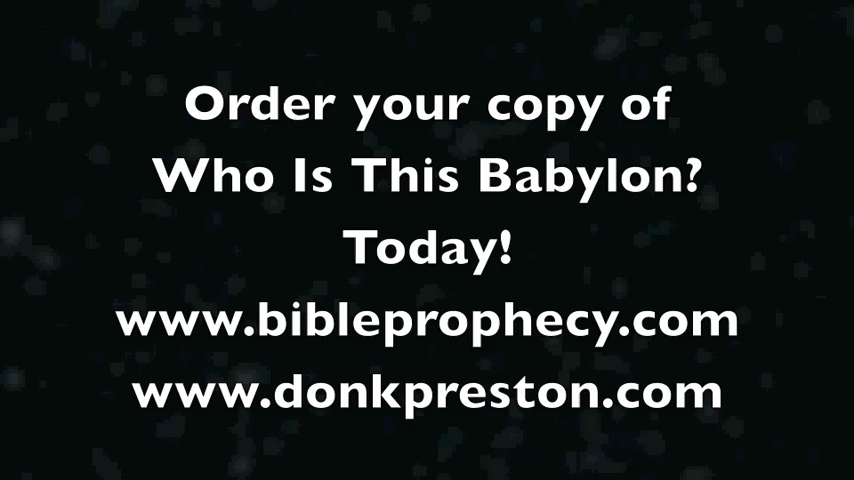 Order your copy of
Who Is This Babylon?
Today!
www.bibleprophecy.com
www.donkpreston.com